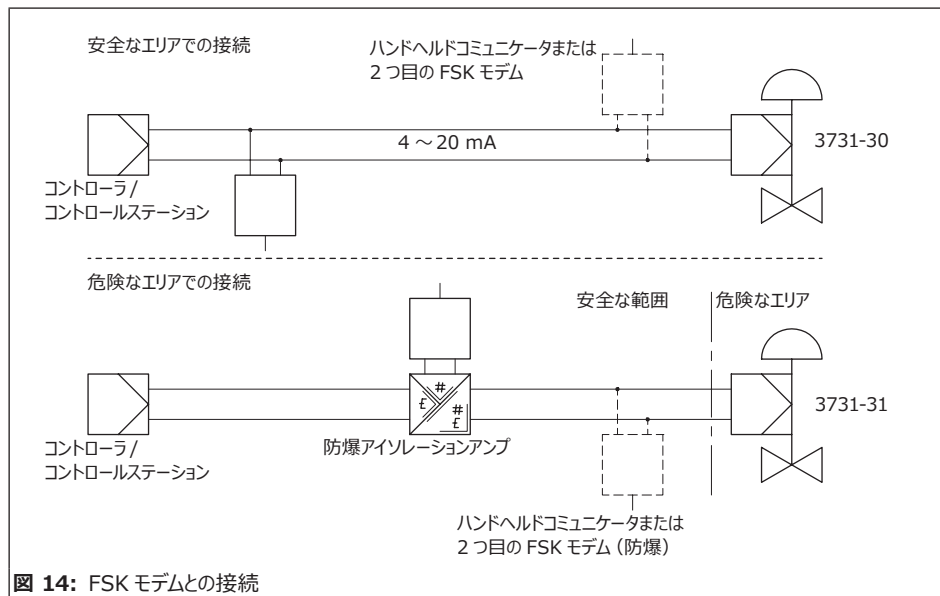 安全なエリアでの接続
ハンドヘルドコミュニケータまたは
2 つ目の FSK モデム
4 ～ 20 mA
3731-30
コントローラ /
コントロールステーション
危険なエリアでの接続
安全な範囲
危険なエリア
3731-31
コントローラ /
コントロールステーション
防爆アイソレーションアンプ
ハンドヘルドコミュニケータまたは
2 つ目の FSK モデム (防爆)
図 14: FSK モデムとの接続